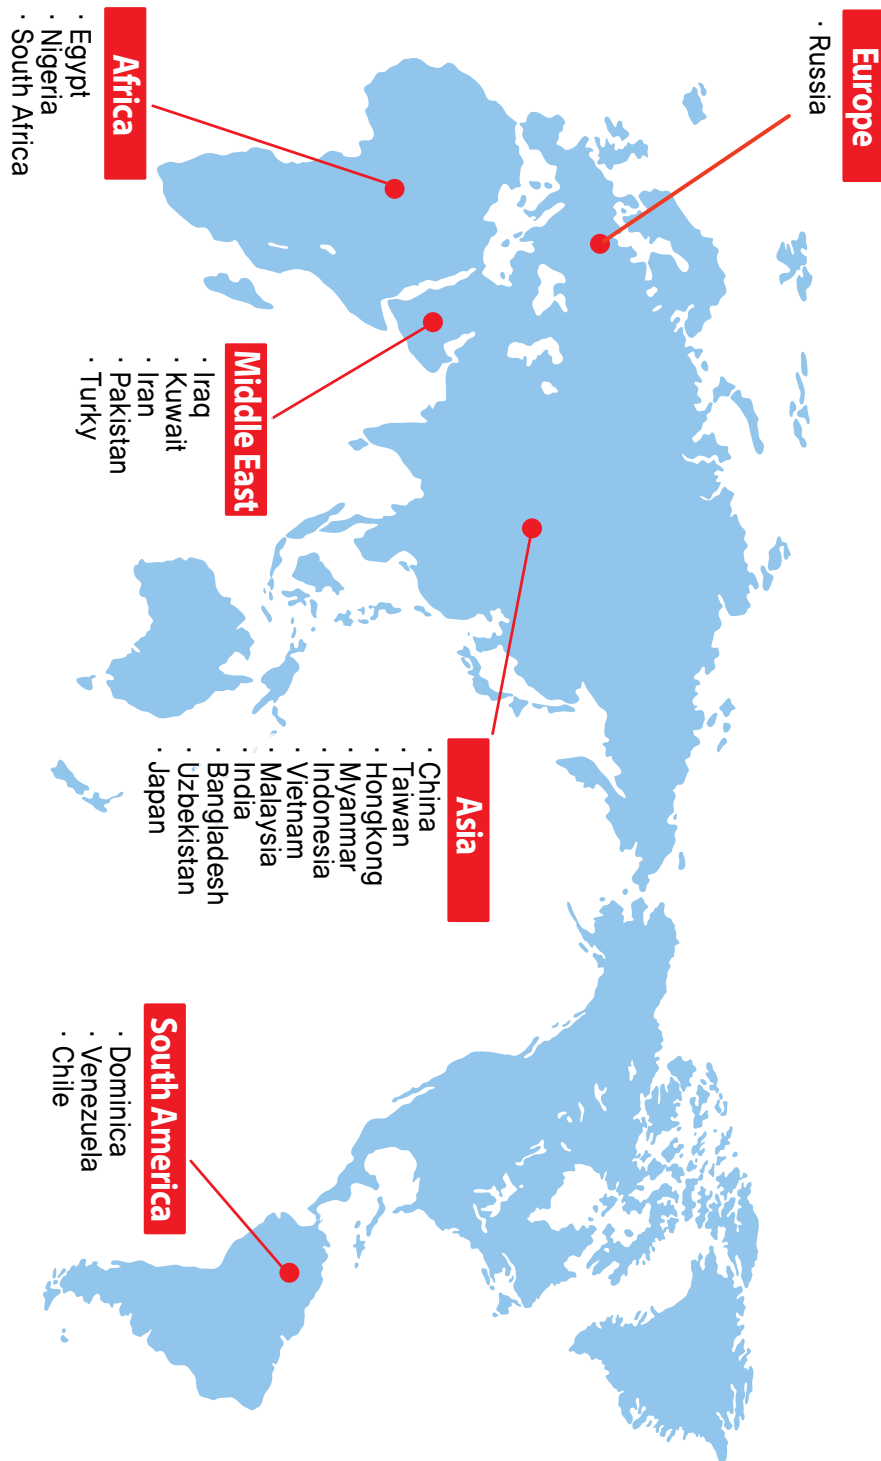 Europe
· Russia
Africa
· Egypt
· Nigeria
· South Africa
Middle East
· Iraq
· Kuwait
· Iran
· Pakistan
· Turky
Asia
· China
· Taiwan
· Hongkong
· Myanmar
· Indonesia
· Vietnam
· Malaysia
· India
· Bangladesh
· Uzbekistan
· Japan
South America
· Dominica
· Venezuela
· Chile